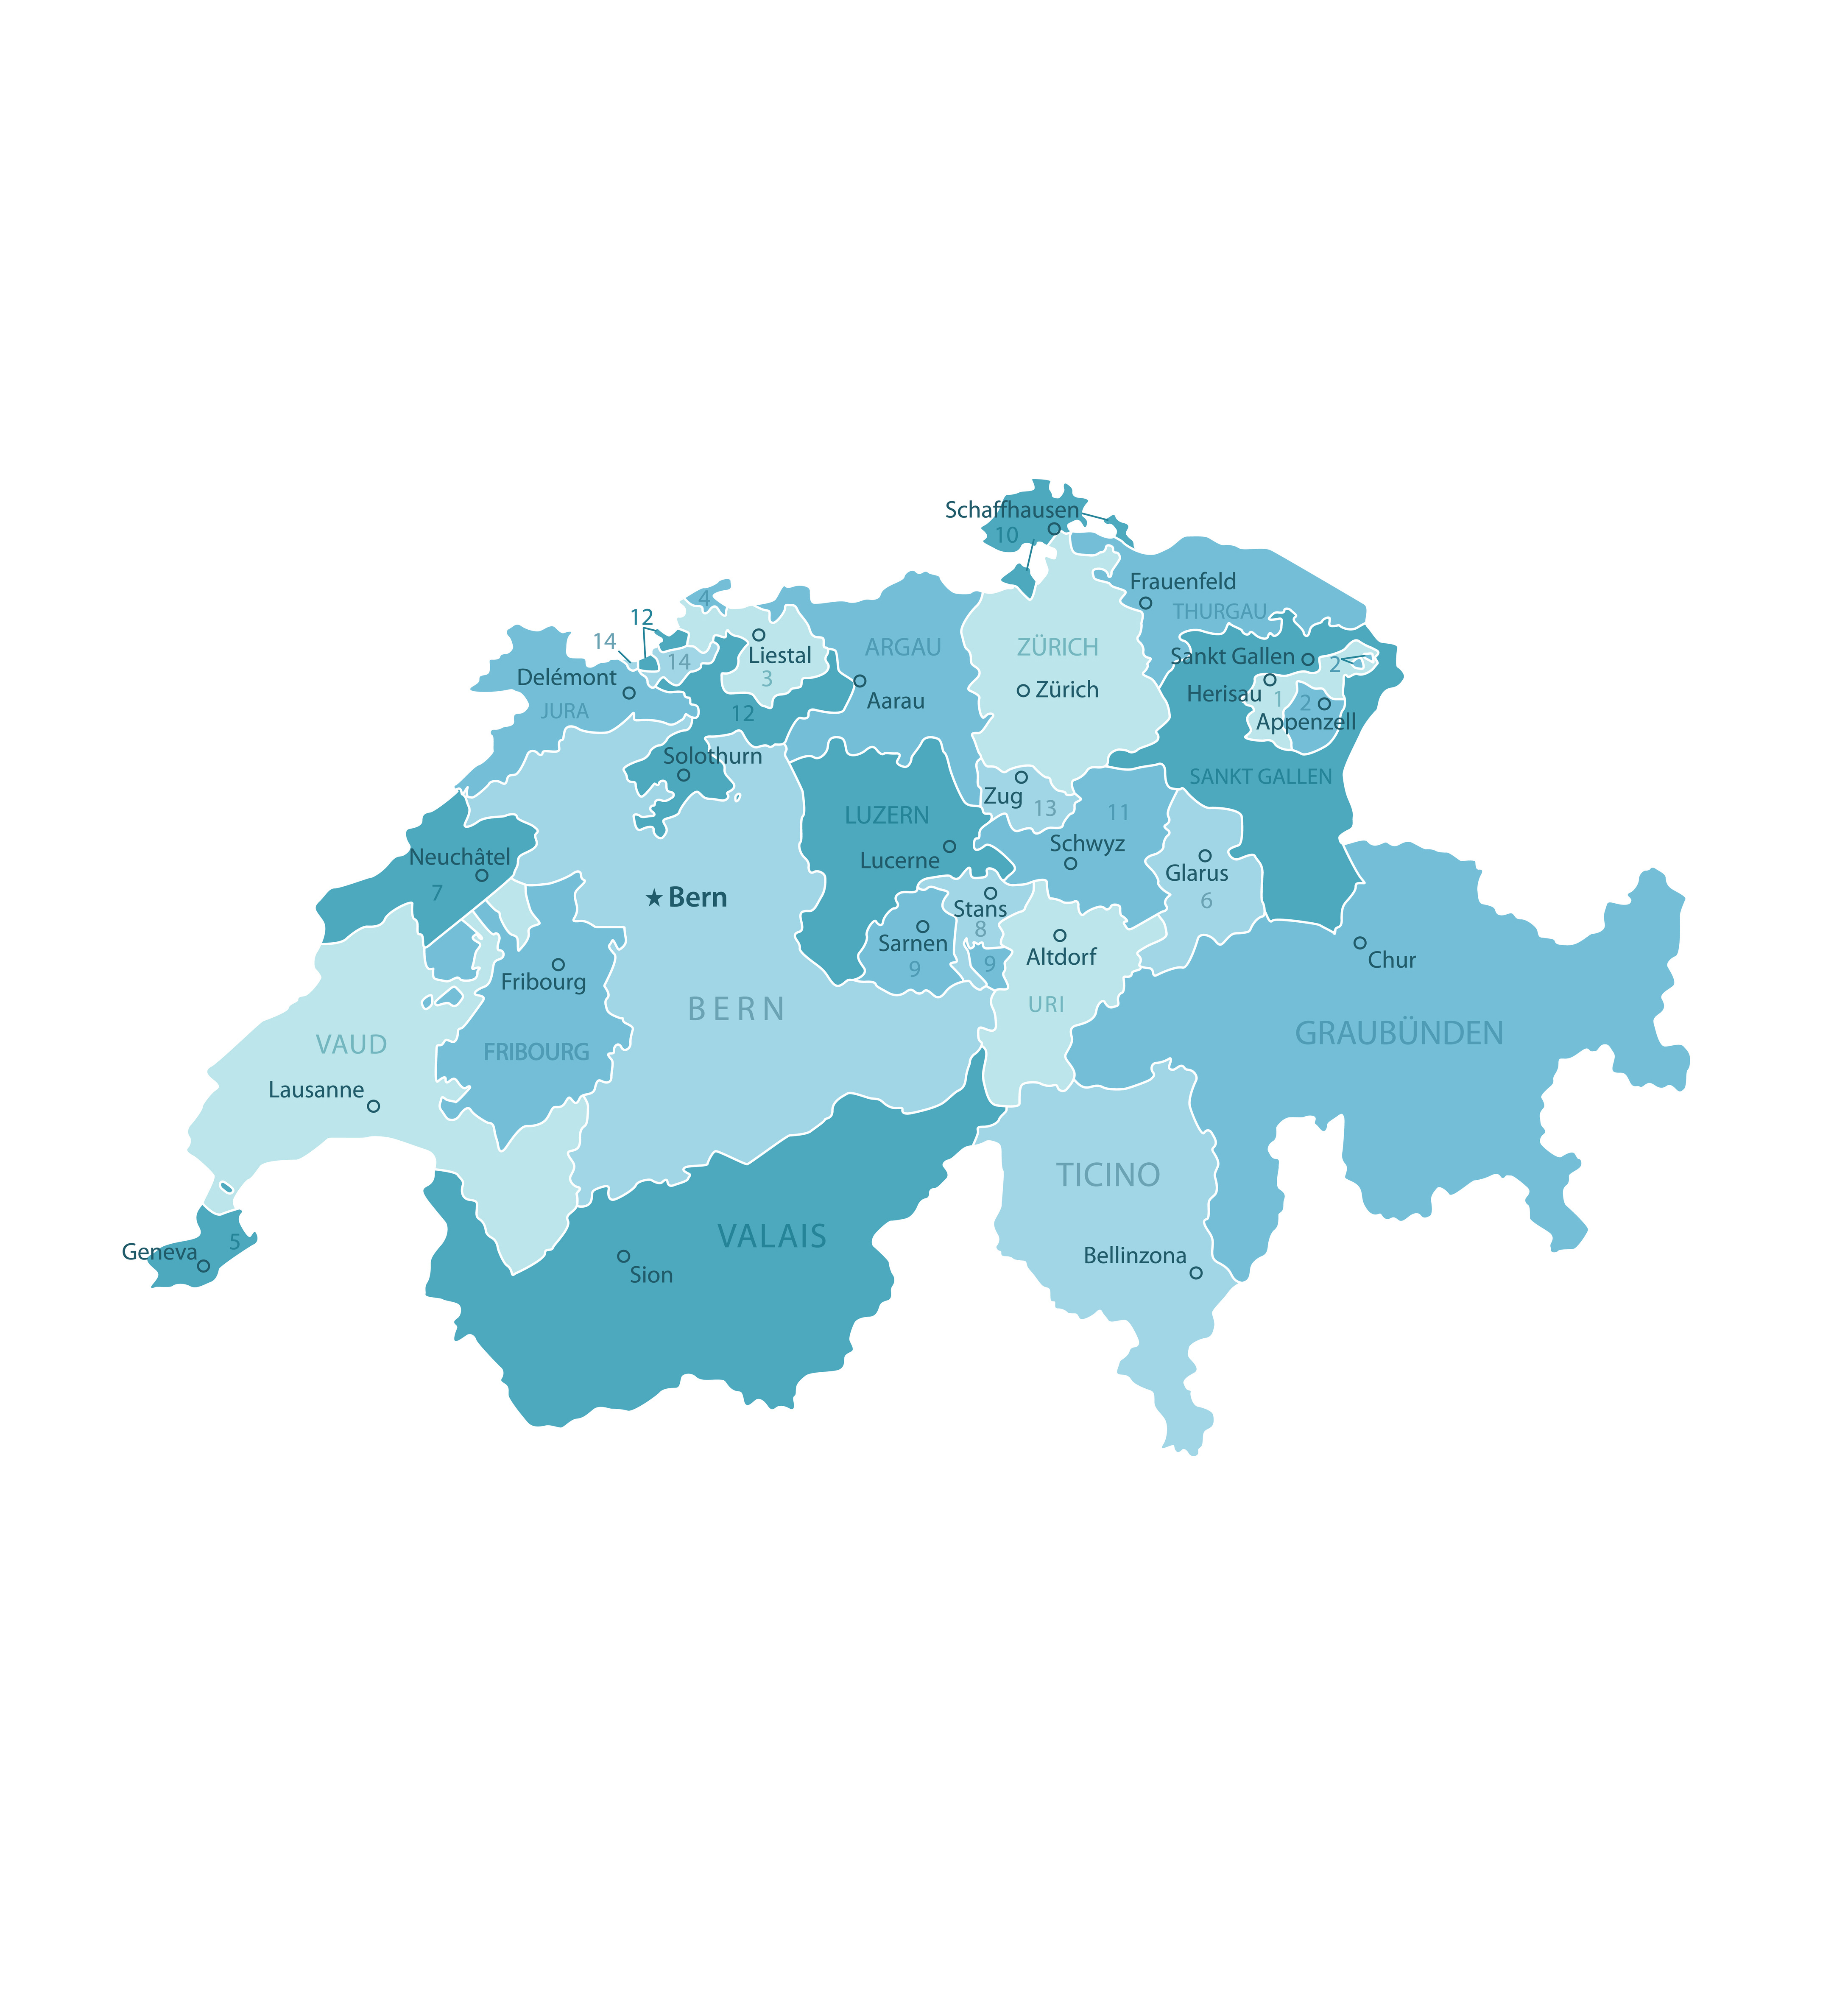 Schaffhausen
10
Frauenfeld
THURGAU
4
12
14
14
Liestal
3
ARGAU
ZÜRICH
Sankt Gallen
2
Delémont
JURA
Aarau
Zürich
Herisau
1
2
Appenzell
12
Solothurn
SANKT GALLEN
Zug
13
11
LUZERN
Lucerne
Schwyz
Neuchâtel
7
Glarus
6
Bern
Stans
8
Sarnen
9
9
Altdorf
URI
Chur
Fribourg
BERN
GRAUBÜNDEN
VAUD
FRIBOURG
Lausanne
TICINO
VALAIS
5
Geneva
Sion
Bellinzona